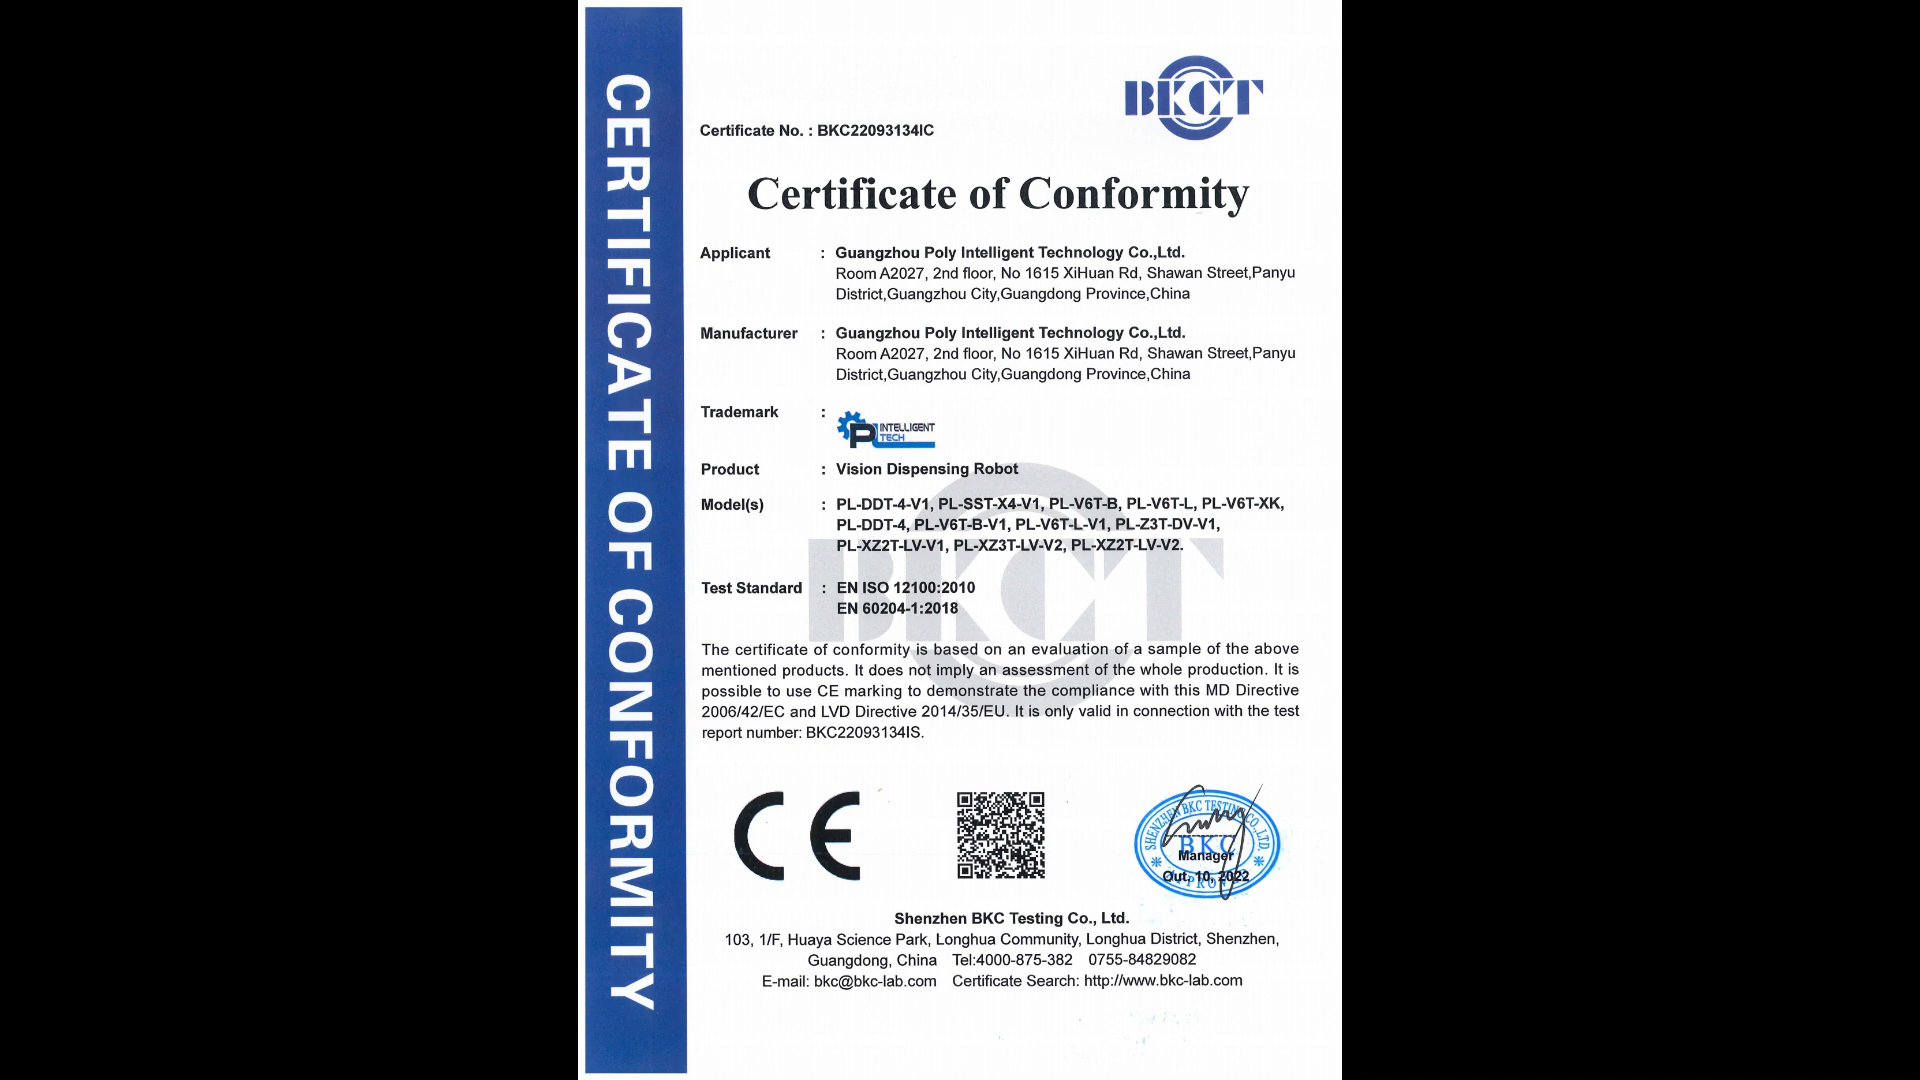 CERTIFICATE OF CONFORMITY
BKCT
Certificate No. : BKC22093134IC
Certificate of Conformity
Applicant : Guangzhou Poly Intelligent Technology Co.,Ltd.
Room A2027, 2nd floor, No 1615 XiHuan Rd, Shawan Street,Panyu
District,Guangzhou City,Guangdong Province,China
Manufacturer : Guangzhou Poly Intelligent Technology Co.,Ltd.
Room A2027, 2nd floor, No 1615 XiHuan Rd, Shawan Street,Panyu
District,Guangzhou City,Guangdong Province,China
Trademark :
PL INTELLIGENT
TECH
Product : Vision Dispensing Robot
Model(s) : PL-DDT-4-V1, PL-SST-X4-V1, PL-V6T-B, PL-V6T-L, PL-V6T-XK,
PL-DDT-4, PL-V6T-B-V1, PL-V6T-L-V1, PL-Z3T-DV-V1,
PL-XZ2T-LV-V1, PL-XZ3T-LV-V2, PL-XZ2T-LV-V2.
BKCT
Test Standard : EN ISO 12100:2010
EN 60204-1:2018
The certificate of conformity is based on an evaluation of a sample of the above
mentioned products. It does not imply an assessment of the whole production. It is
possible to use CE marking to demonstrate the compliance with this MD Directive
2006/42/EC and LVD Directive 2014/35/EU. It is only valid in connection with the test
report number: BKC22093134IS.
CE
SHENZHEN BKC TESTING CO.,LTD.
BKC
Manager
Out. 10, 2022
APPROVED
Shenzhen BKC Testing Co., Ltd.
103, 1/F, Huaya Science Park, Longhua Community, Longhua District, Shenzhen,
Guangdong, China Tel:4000-875-382 0755-84829082
E-mail: bkc@bkc-lab.com Certificate Search: http://www.bkc-lab.com